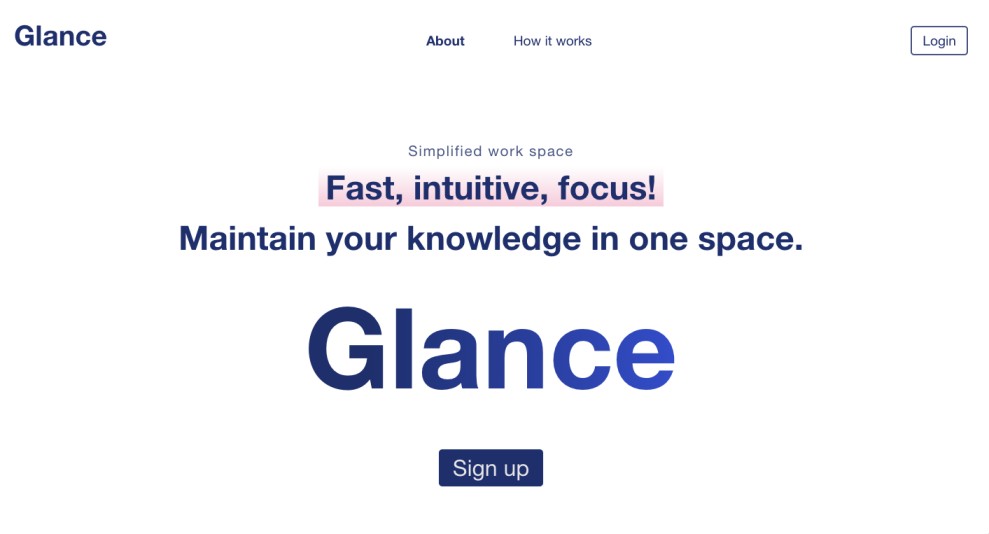 Glance
About
How it works
Login
Simplified work space
Fast, intuitive, focus!
Maintain your knowledge in one space.
Glance
Sign up